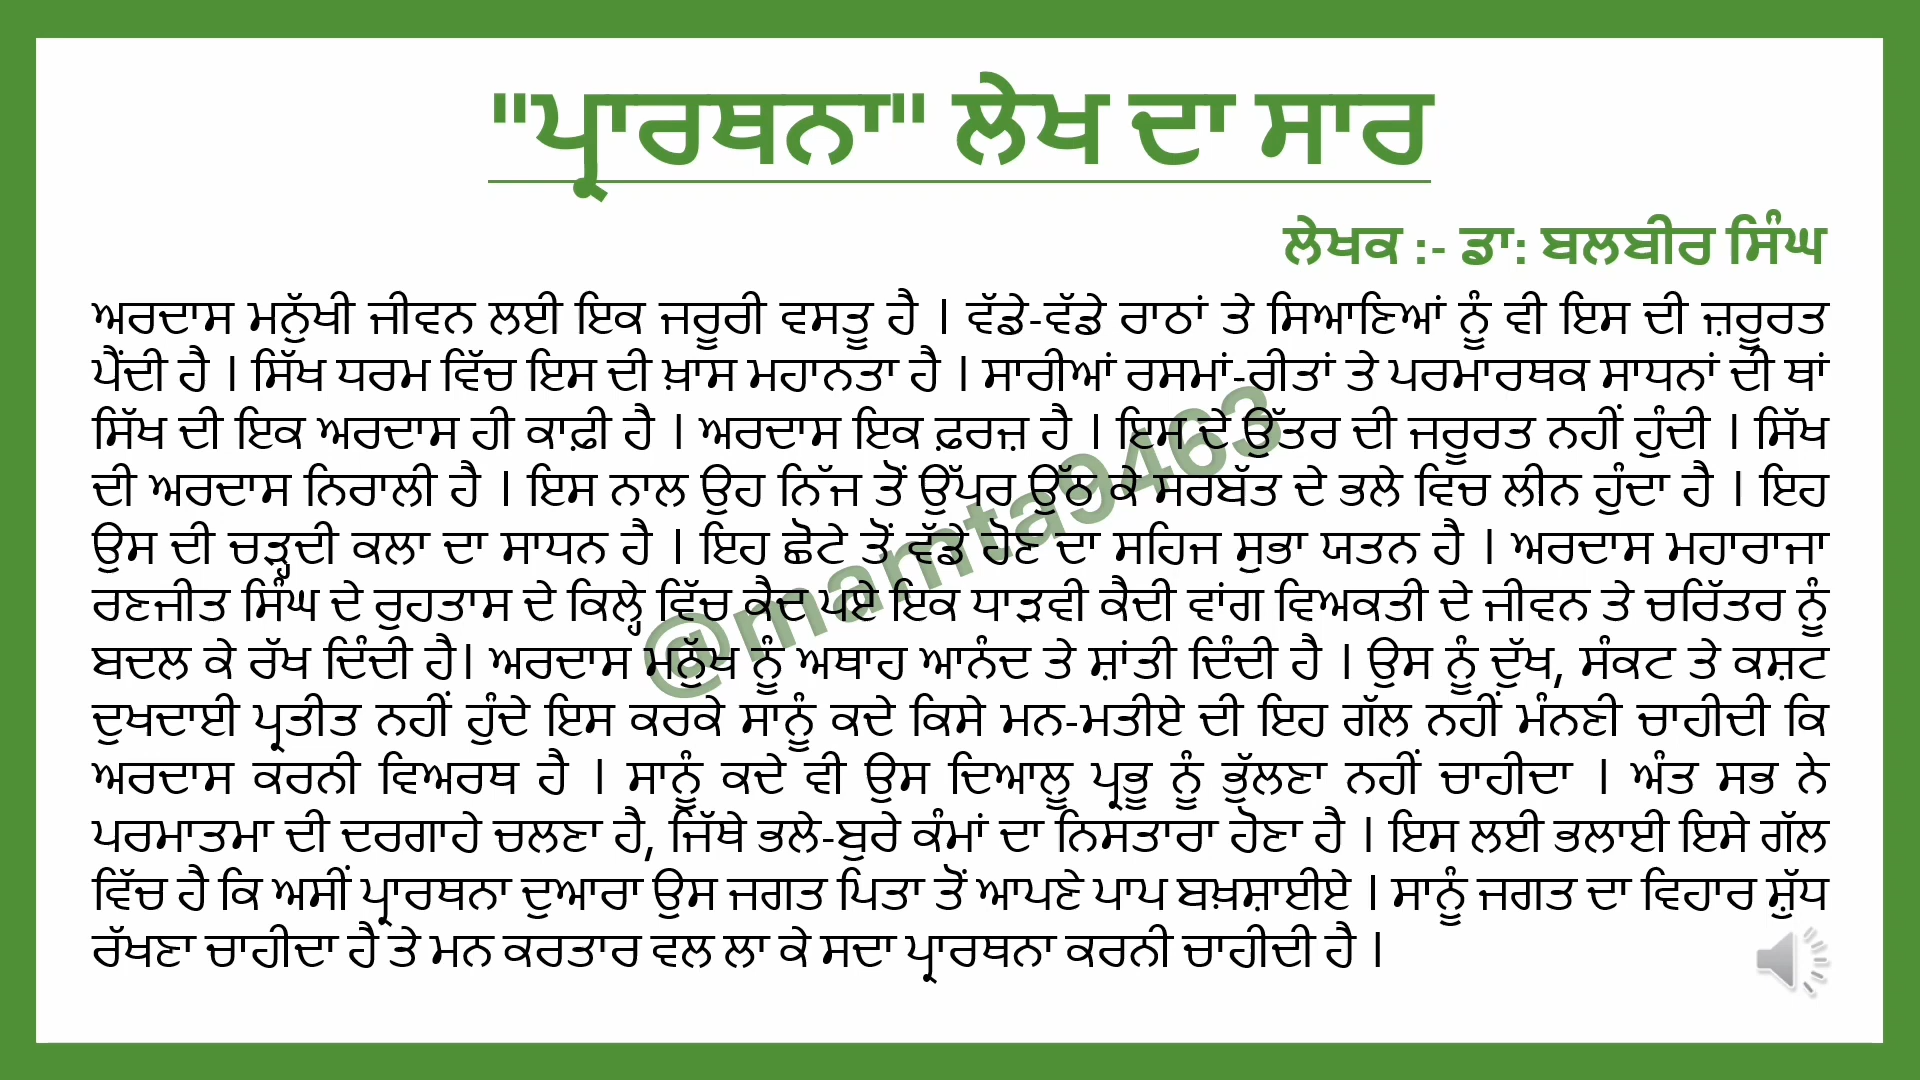 "ਪ੍ਰਾਰਥਨਾ" ਲੇਖ ਦਾ ਸਾਰ
ਲੇਖਕ :- ਡਾ: ਬਲਬੀਰ ਸਿੰਘ
ਅਰਦਾਸ ਮਨੁੱਖੀ ਜੀਵਨ ਲਈ ਇਕ ਜਰੂਰੀ ਵਸਤੂ ਹੈ । ਵੱਡੇ-ਵੱਡੇ ਰਾਠਾਂ ਤੇ ਸਿਆਣਿਆਂ ਨੂੰ ਵੀ ਇਸ ਦੀ ਜ਼ਰੂਰਤ
ਪੈਂਦੀ ਹੈ । ਸਿੱਖ ਧਰਮ ਵਿੱਚ ਇਸ ਦੀ ਖ਼ਾਸ ਮਹਾਨਤਾ ਹੈ । ਸਾਰੀਆਂ ਰਸਮਾਂ-ਰੀਤਾਂ ਤੇ ਪਰਮਾਰਥਕ ਸਾਧਨਾਂ ਦੀ ਥਾਂ
ਸਿੱਖ ਦੀ ਇਕ ਅਰਦਾਸ ਹੀ ਕਾਫ਼ੀ ਹੈ । ਅਰਦਾਸ ਇਕ ਫ਼ਰਜ਼ ਹੈ । ਇਸ ਦੇ ਉੱਤਰ ਦੀ ਜਰੂਰਤ ਨਹੀਂ ਹੁੰਦੀ । ਸਿੱਖ
ਦੀ ਅਰਦਾਸ ਨਿਰਾਲੀ ਹੈ । ਇਸ ਨਾਲ ਉਹ ਨਿੱਜ ਤੋਂ ਉੱਪਰ ਉੱਠ ਕੇ ਸਰਬੱਤ ਦੇ ਭਲੇ ਵਿਚ ਲੀਨ ਹੁੰਦਾ ਹੈ । ਇਹ
ਉਸ ਦੀ ਚੜ੍ਹਦੀ ਕਲਾ ਦਾ ਸਾਧਨ ਹੈ । ਇਹ ਛੋਟੇ ਤੋਂ ਵੱਡੇ ਹੋਣ ਦਾ ਸਹਿਜ ਸੁਭਾ ਯਤਨ ਹੈ । ਅਰਦਾਸ ਮਹਾਰਾਜਾ
ਰਣਜੀਤ ਸਿੰਘ ਦੇ ਰੁਹਤਾਸ ਦੇ ਕਿਲ੍ਹੇ ਵਿੱਚ ਕੈਦ ਪਏ ਇਕ ਧਾੜਵੀ ਕੈਦੀ ਵਾਂਗ ਵਿਅਕਤੀ ਦੇ ਜੀਵਨ ਤੇ ਚਰਿੱਤਰ ਨੂੰ
ਬਦਲ ਕੇ ਰੱਖ ਦਿੰਦੀ ਹੈ। ਅਰਦਾਸ ਮਨੁੱਖ ਨੂੰ ਅਥਾਹ ਆਨੰਦ ਤੇ ਸ਼ਾਂਤੀ ਦਿੰਦੀ ਹੈ । ਉਸ ਨੂੰ ਦੁੱਖ, ਸੰਕਟ ਤੇ ਕਸ਼ਟ
ਦੁਖਦਾਈ ਪ੍ਰਤੀਤ ਨਹੀਂ ਹੁੰਦੇ ਇਸ ਕਰਕੇ ਸਾਨੂੰ ਕਦੇ ਕਿਸੇ ਮਨ-ਮਤੀਏ ਦੀ ਇਹ ਗੱਲ ਨਹੀਂ ਮੰਨਣੀ ਚਾਹੀਦੀ ਕਿ
ਅਰਦਾਸ ਕਰਨੀ ਵਿਅਰਥ ਹੈ । ਸਾਨੂੰ ਕਦੇ ਵੀ ਉਸ ਦਿਆਲੂ ਪ੍ਰਭੂ ਨੂੰ ਭੁੱਲਣਾ ਨਹੀਂ ਚਾਹੀਦਾ । ਅੰਤ ਸਭ ਨੇ
ਪਰਮਾਤਮਾ ਦੀ ਦਰਗਾਹੇ ਚਲਣਾ ਹੈ, ਜਿੱਥੇ ਭਲੇ-ਬੁਰੇ ਕੰਮਾਂ ਦਾ ਨਿਸਤਾਰਾ ਹੋਣਾ ਹੈ । ਇਸ ਲਈ ਭਲਾਈ ਇਸੇ ਗੱਲ
ਵਿੱਚ ਹੈ ਕਿ ਅਸੀਂ ਪ੍ਰਾਰਥਨਾ ਦੁਆਰਾ ਉਸ ਜਗਤ ਪਿਤਾ ਤੋਂ ਆਪਣੇ ਪਾਪ ਬਖ਼ਸ਼ਾਈਏ । ਸਾਨੂੰ ਜਗਤ ਦਾ ਵਿਹਾਰ ਸ਼ੁੱਧ
ਰੱਖਣਾ ਚਾਹੀਦਾ ਹੈ ਤੇ ਮਨ ਕਰਤਾਰ ਵਲ ਲਾ ਕੇ ਸਦਾ ਪ੍ਰਾਰਥਨਾ ਕਰਨੀ ਚਾਹੀਦੀ ਹੈ ।
@mamta9463